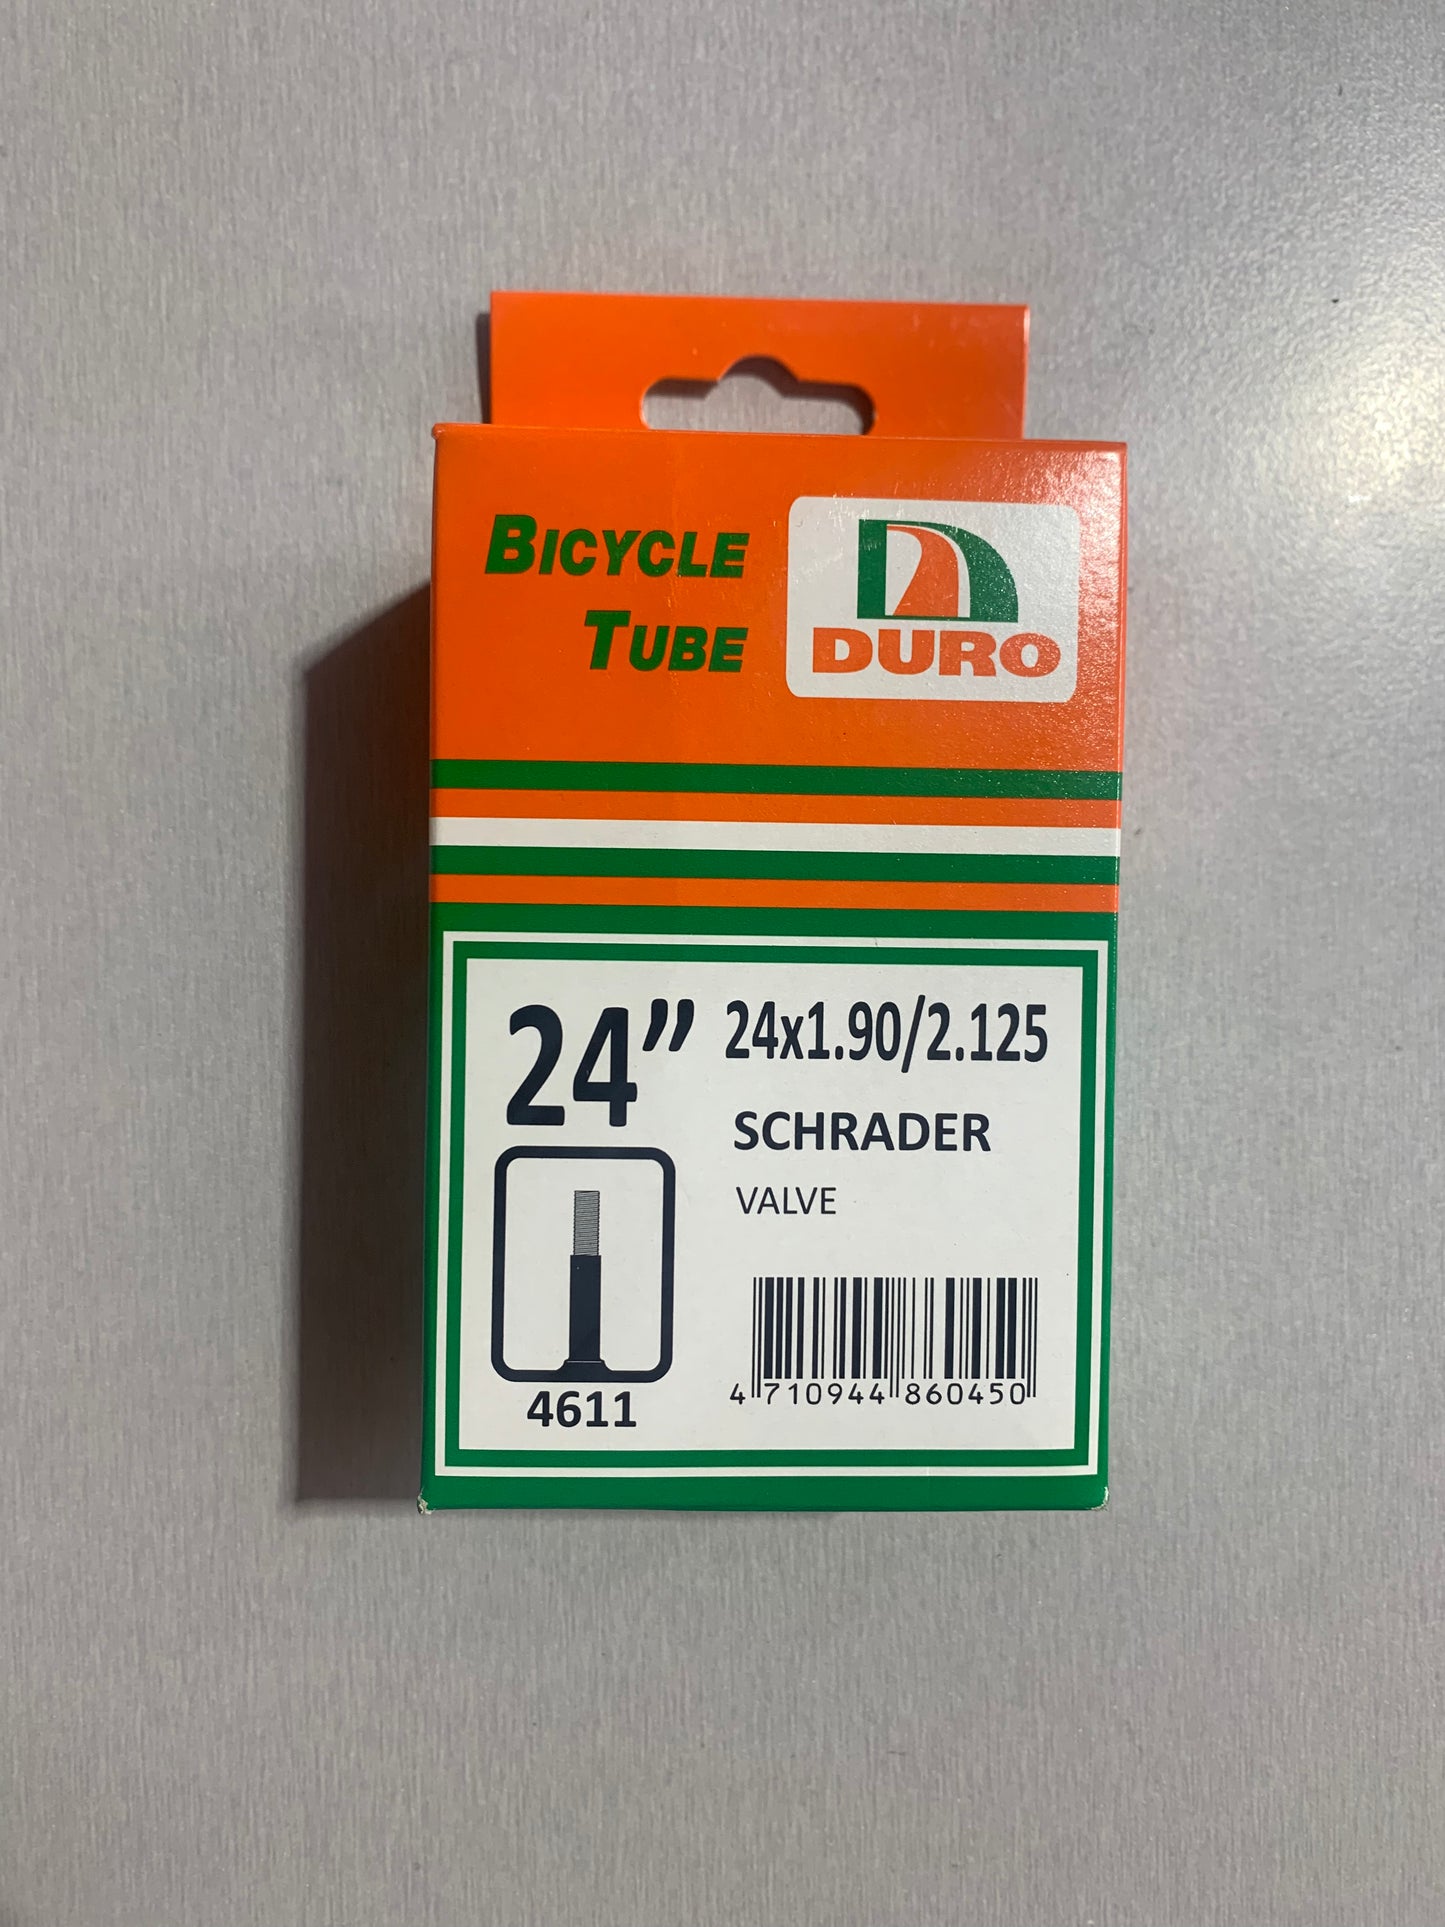 BICYCLE
TUBE
DURO
24” 24x1.90/2.125
SCHRADER
VALVE
4611
4 710944 860450